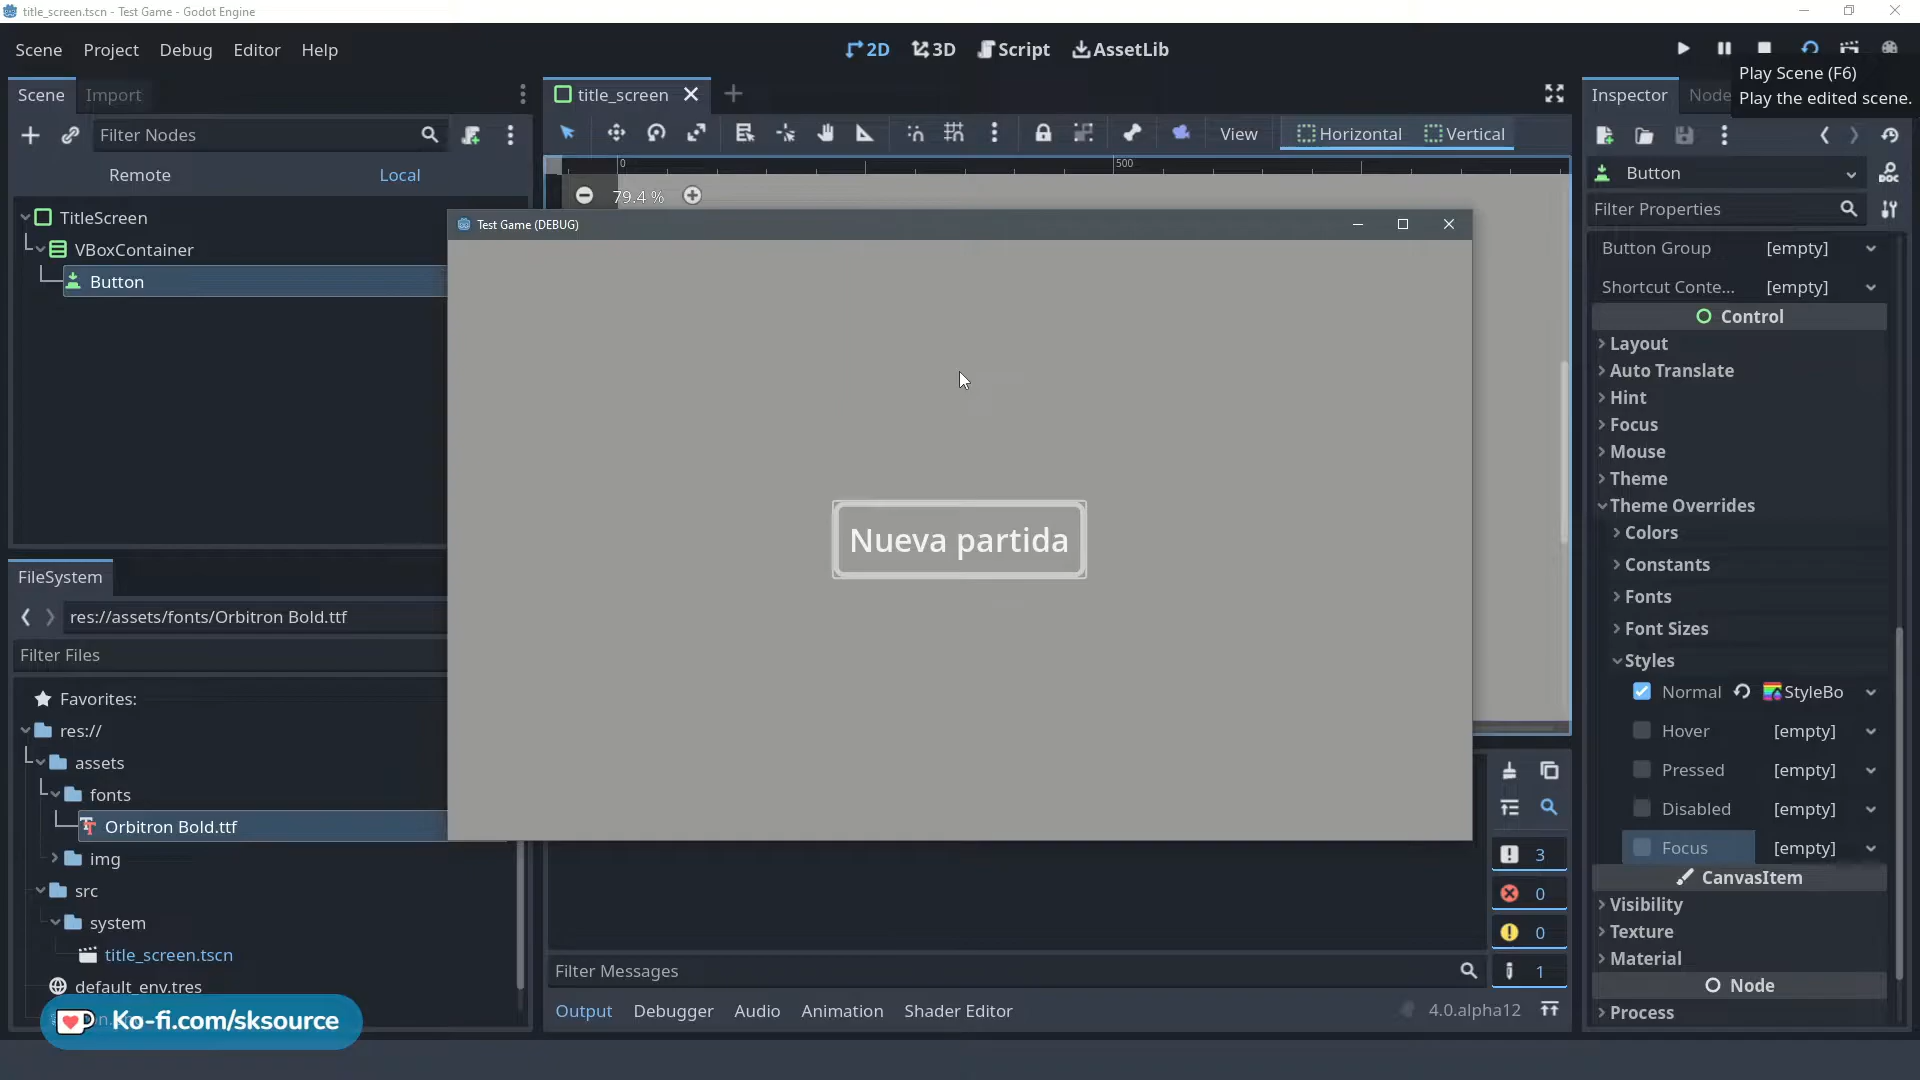 title_screen.tscn - Test Game - Godot Engine
Scene Project Debug Editor Help
2D 3D Script AssetLib
Play Scene (F6)
Play the edited scene.
Scene Import
title_screen
Inspector Node
Filter Nodes
View Horizontal Vertical
Remote Local
0 500
79.4 %
Button
Filter Properties
TitleScreen
VBoxContainer
Button
Test Game (DEBUG)
Nueva partida
Button Group [empty]
Shortcut Conte... [empty]
Control
Layout
Auto Translate
Hint
Focus
Mouse
Theme
Theme Overrides
Colors
Constants
Fonts
Font Sizes
Styles
Normal StyleBo
Hover [empty]
Pressed [empty]
Disabled [empty]
Focus [empty]
CanvasItem
Visibility
Texture
Material
Node
Process
FileSystem
res://assets/fonts/Orbitron Bold.ttf
Filter Files
Favorites:
res://
assets
fonts
Orbitron Bold.ttf
img
src
system
title_screen.tscn
default_env.tres
Ko-fi.com/sksource
3
0
0
1
Filter Messages
Output Debugger Audio Animation Shader Editor
4.0.alpha12